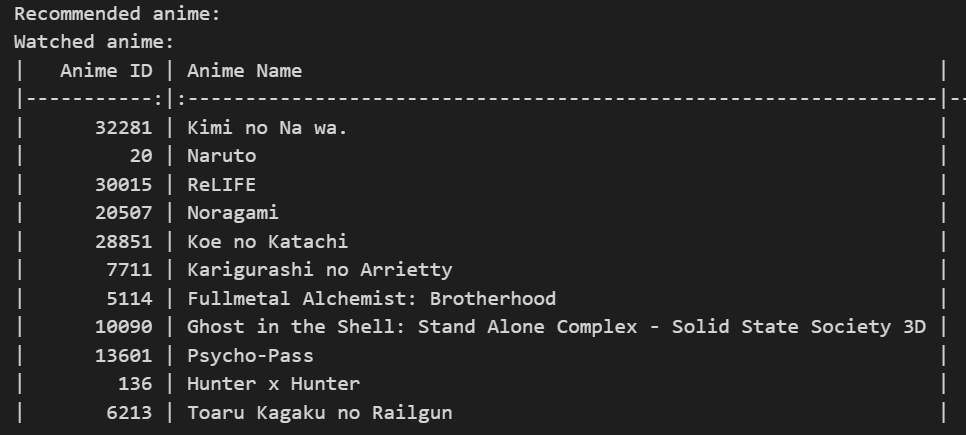 Recommended anime:
Watched anime:
|   Anime ID | Anime Name                                                       |
|-----------:|:-----------------------------------------------------------------|--
|      32281 | Kimi no Na wa.                                                   |
|         20 | Naruto                                                           |
|      30015 | ReLIFE                                                           |
|      20507 | Noragami                                                         |
|      28851 | Koe no Katachi                                                   |
|       7711 | Karigurashi no Arrietty                                          |
|       5114 | Fullmetal Alchemist: Brotherhood                                 |
|      10090 | Ghost in the Shell: Stand Alone Complex - Solid State Society 3D |
|      13601 | Psycho-Pass                                                      |
|        136 | Hunter x Hunter                                                  |
|       6213 | Toaru Kagaku no Railgun                                          |